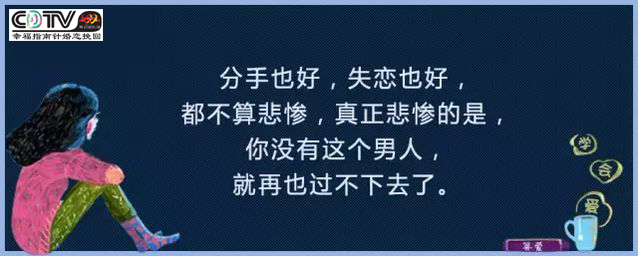 CDTV
幸福指南针婚恋挽回
分手也好，失恋也好，
都不算悲惨，真正悲惨的是，
你没有这个男人，
就再也过不下去了。
学
会
爱